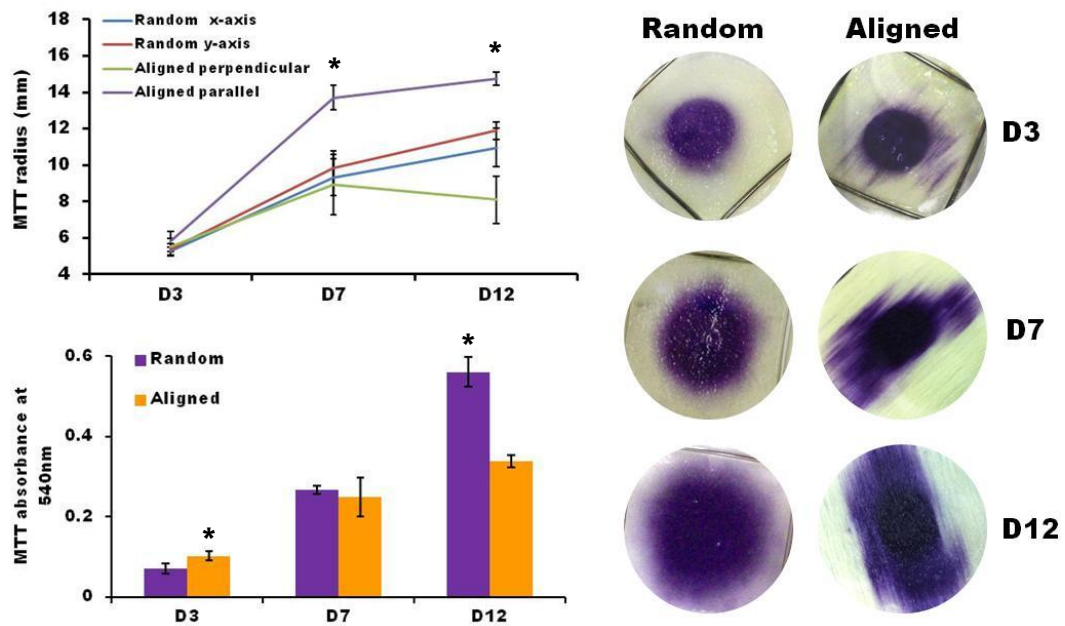 18
16
14
12
10
8
6
4
MTT radius (mm)
Random x-axis
Random y-axis
Aligned perpendicular
Aligned parallel
*
*
D3 D7 D12
0.6
0.4
0.2
0
MTT absorbance at
540nm
Random
Aligned
*
*
D3 D7 D12
Random Aligned
D3
D7
D12